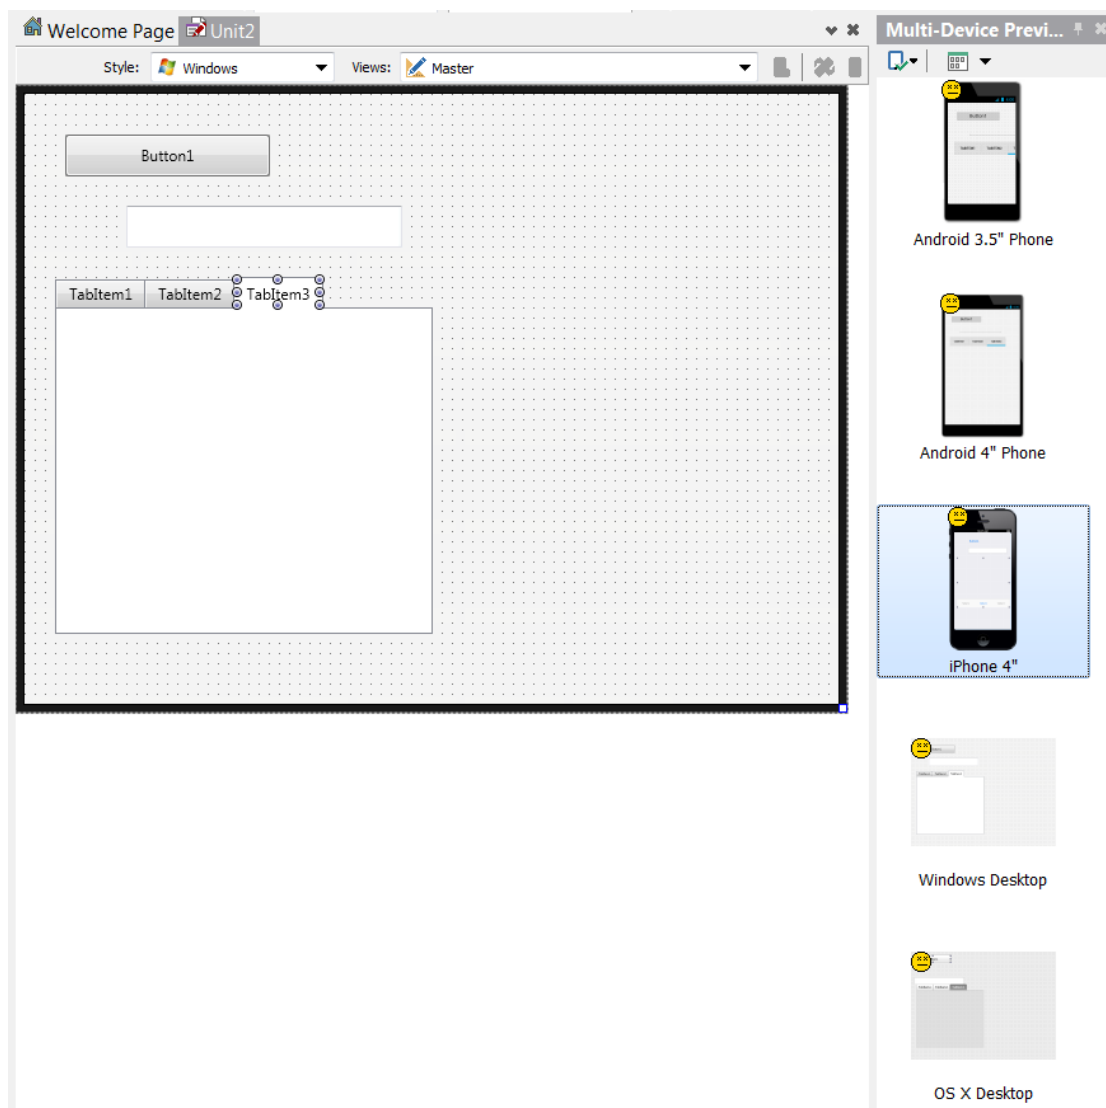 Welcome Page Unit2
Style: Windows Views: Master
Button1
TabItem1 TabItem2 TabItem3
Multi-Device Previ...
Android 3.5" Phone
Android 4" Phone
iPhone 4"
Windows Desktop
OS X Desktop